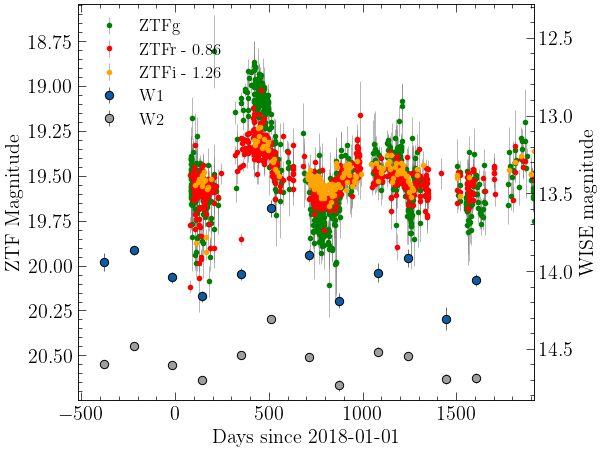 ZTFg
ZTFr - 0.86
ZTFi - 1.26
W1
W2
18.75
19.00
19.25
19.50
19.75
20.00
20.25
20.50
ZTF Magnitude
12.5
13.0
13.5
14.0
14.5
WISE magnitude
−500 0 500 1000 1500
Days since 2018-01-01